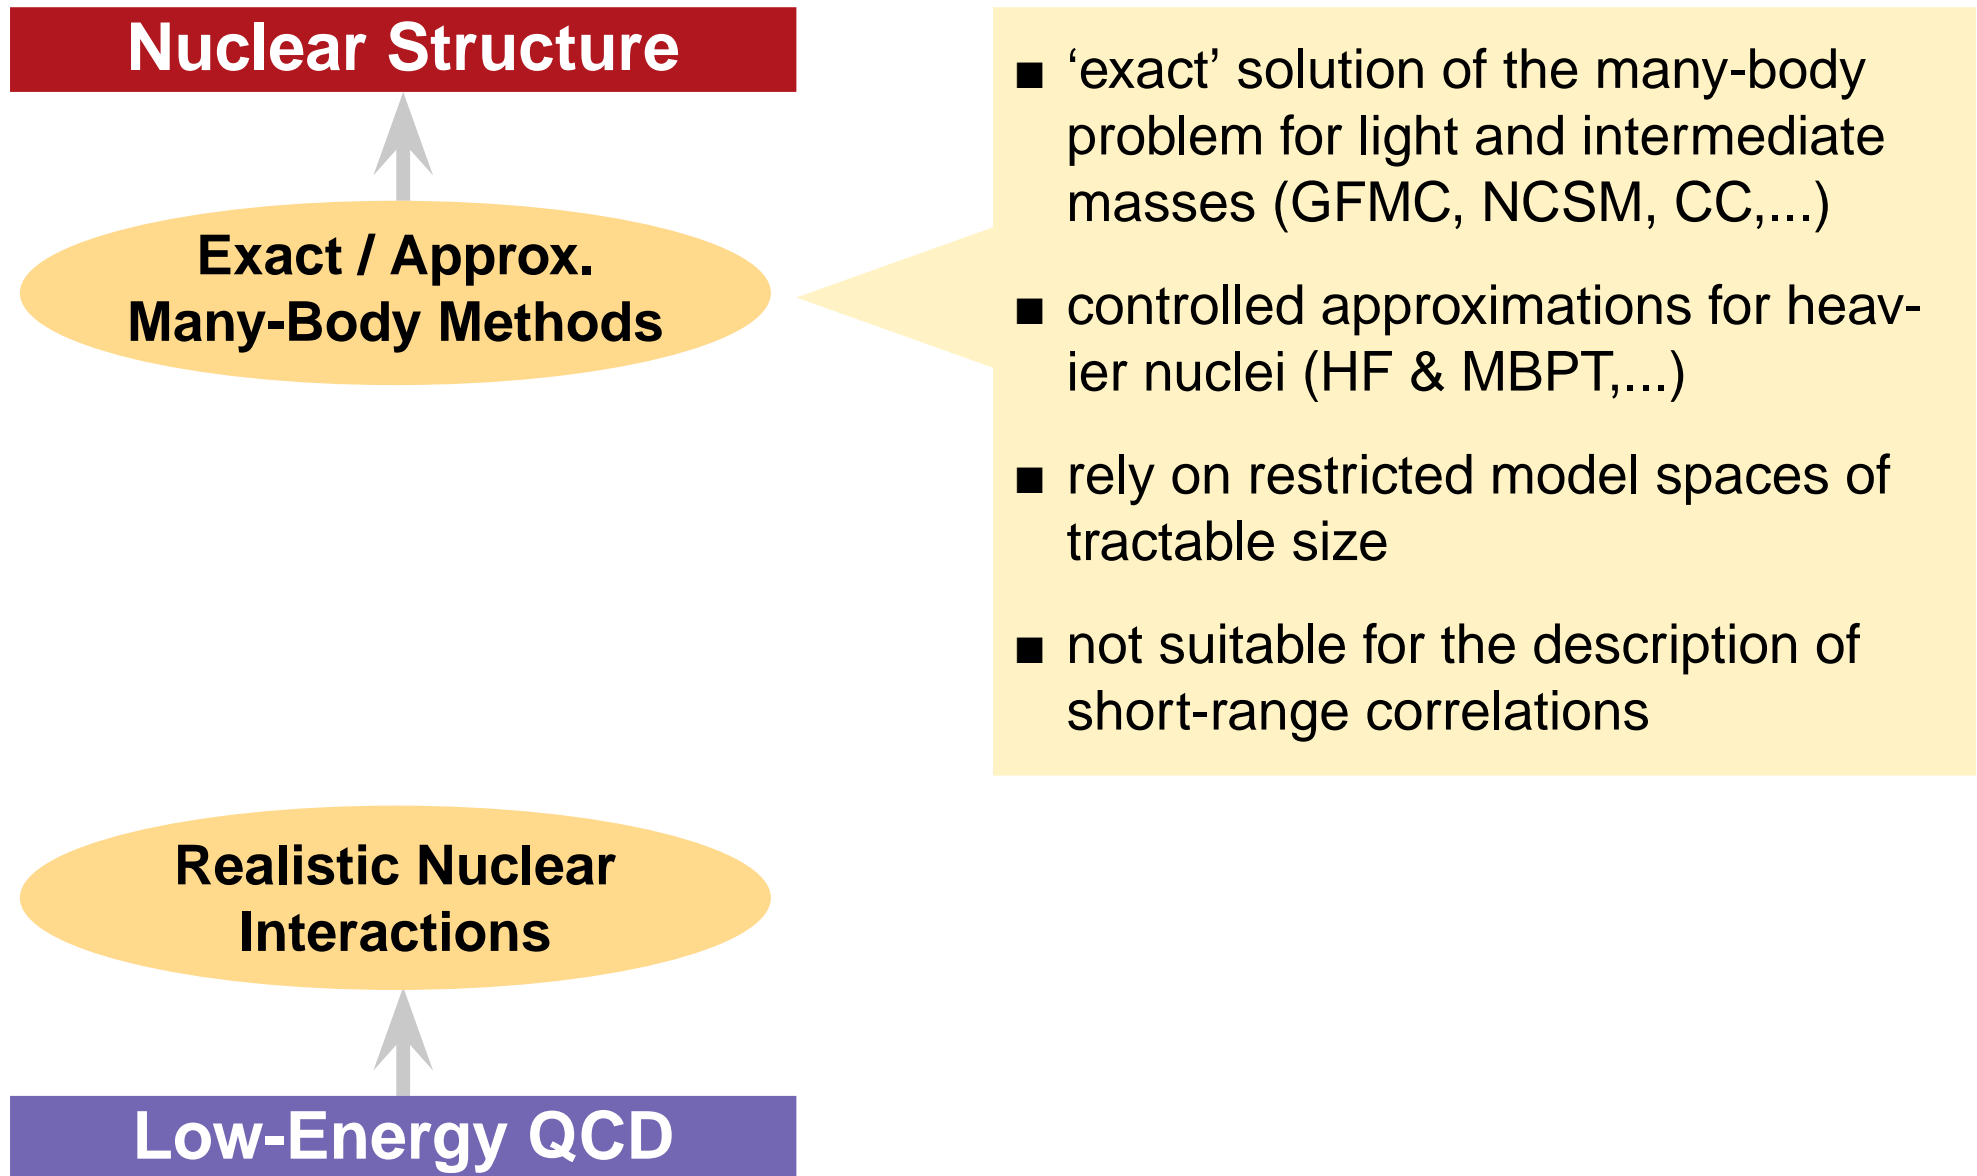 Nuclear Structure
Exact / Approx.
Many-Body Methods
Realistic Nuclear
Interactions
Low-Energy QCD
■ ‘exact’ solution of the many-body
problem for light and intermediate
masses (GFMC, NCSM, CC,...)
■ controlled approximations for heav-
ier nuclei (HF & MBPT,...)
■ rely on restricted model spaces of
tractable size
■ not suitable for the description of
short-range correlations